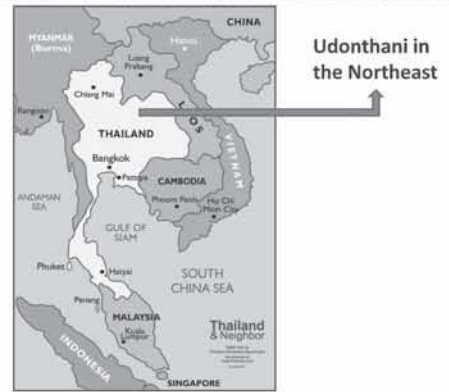 CHINA
MYANMAR
(Burma)
Hanoi
Luang
Prabang
Chiang Mai
Rangoon
LAOS
THAILAND
VIETNAM
Bangkok
Pattaya
CAMBODIA
ANDAMAN
SEA
Phnom Penh
Ho Chi
Minh City
GULF OF
SIAM
Phuket
Hatyai
SOUTH
CHINA SEA
Penang
MALAYSIA
Kuala
Lumpur
Thailand
& Neighbor
INDONESIA
SINGAPORE
Udonthani in
the Northeast